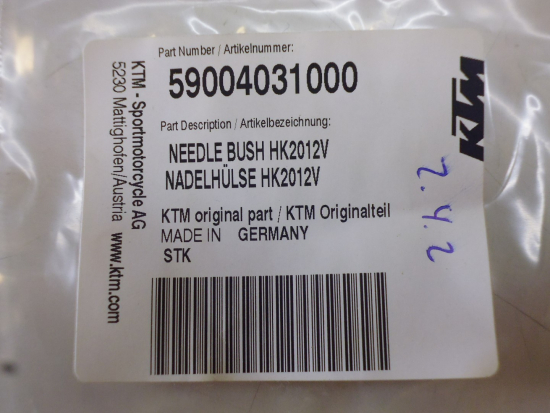 Part Number / Artikelnummer:
59004031000
Part Description / Artikelbezeichnung:
NEEDLE BUSH HK2012V
NADELHÜLSE HK2012V
KTM original part / KTM Originalteil
MADE IN GERMANY
STK
KTM - Sportmotorcycle AG
5230 Mattighofen/Austria www.ktm.com
KTM
2.4.2